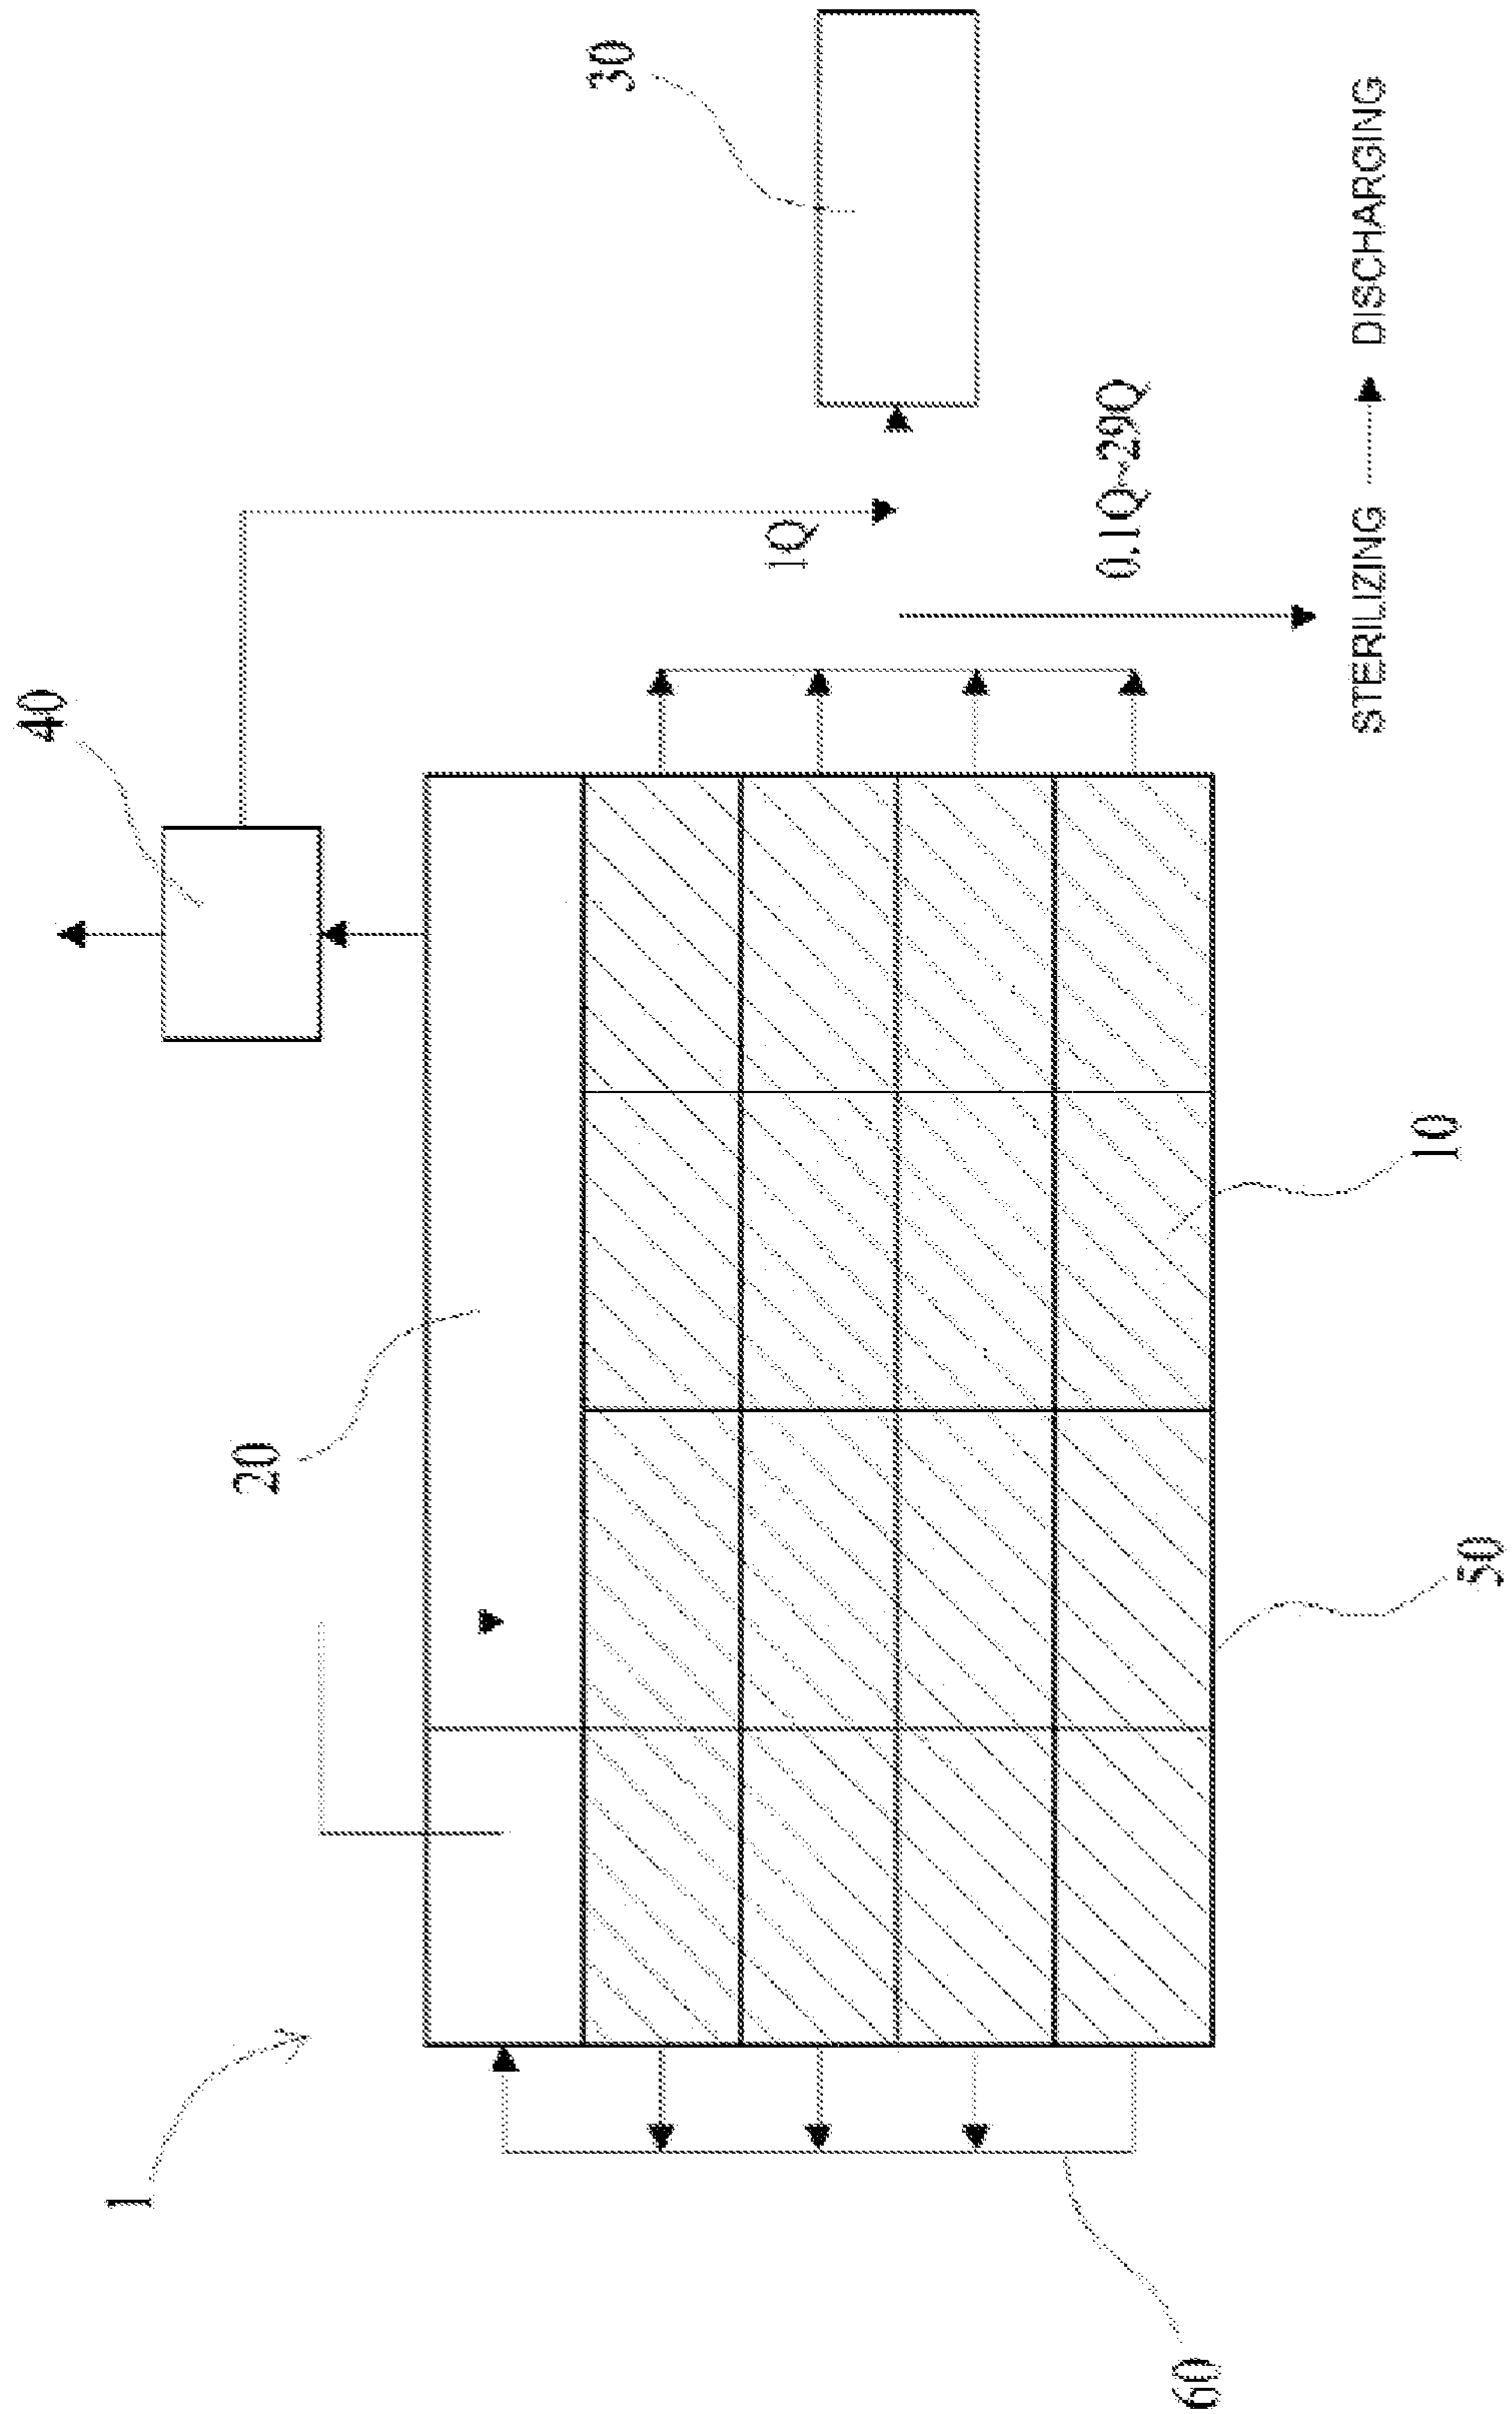 40
1
20
30
1Q
0.1Q~29Q
60
STERILIZING → DISCHARGING
10
50